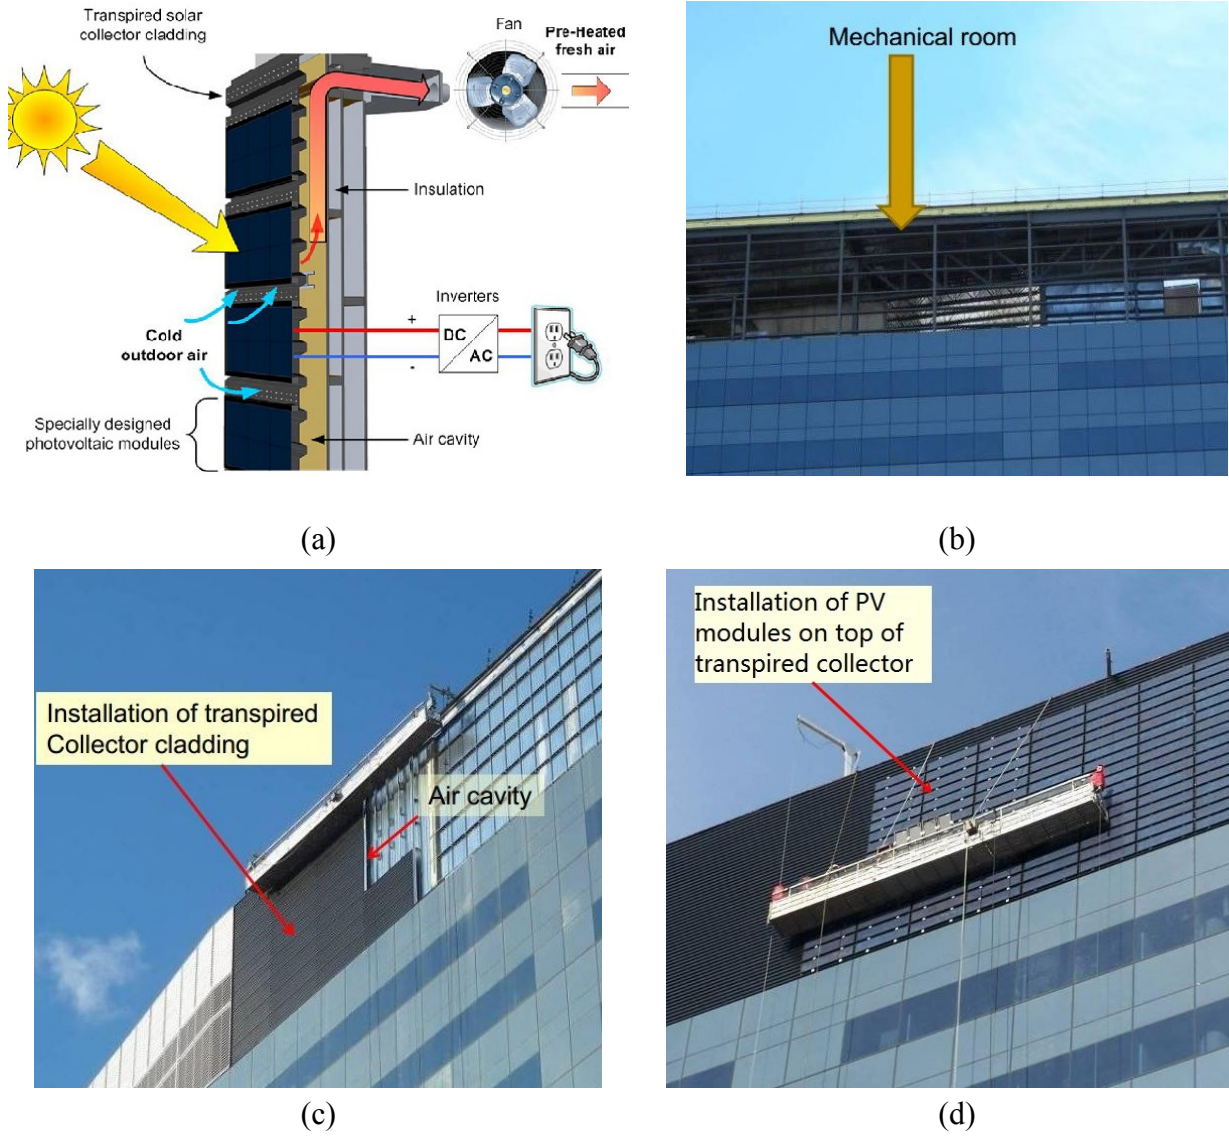 Transpired solar
collector cladding
Fan
Pre-Heated
fresh air
Insulation
Inverters
+
DC
AC
-
Cold
outdoor air
Specially designed
photovoltaic modules
Air cavity
(a)
Mechanical room
(b)
Installation of transpired
Collector cladding
Air cavity
(c)
Installation of PV
modules on top of
transpired collector
(d)